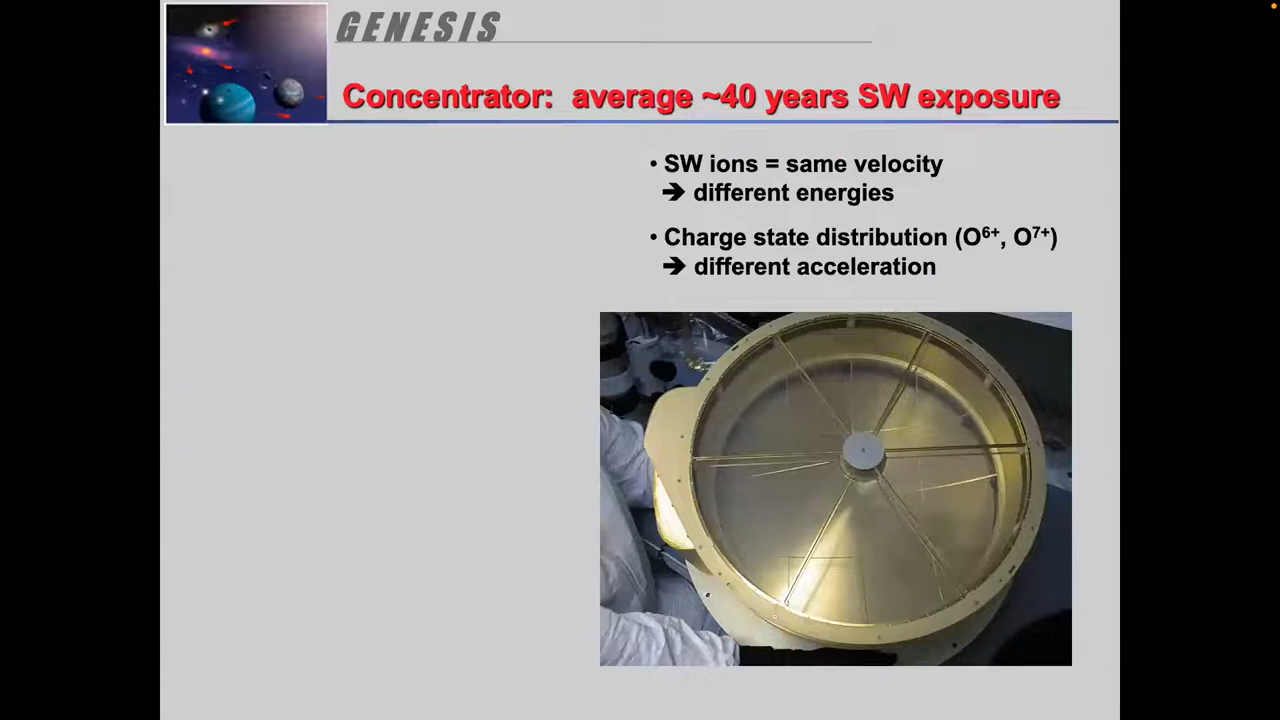 GENESIS
Concentrator: average ~40 years SW exposure
• SW ions = same velocity
➔ different energies
• Charge state distribution (O⁶⁺, O⁷⁺)
➔ different acceleration